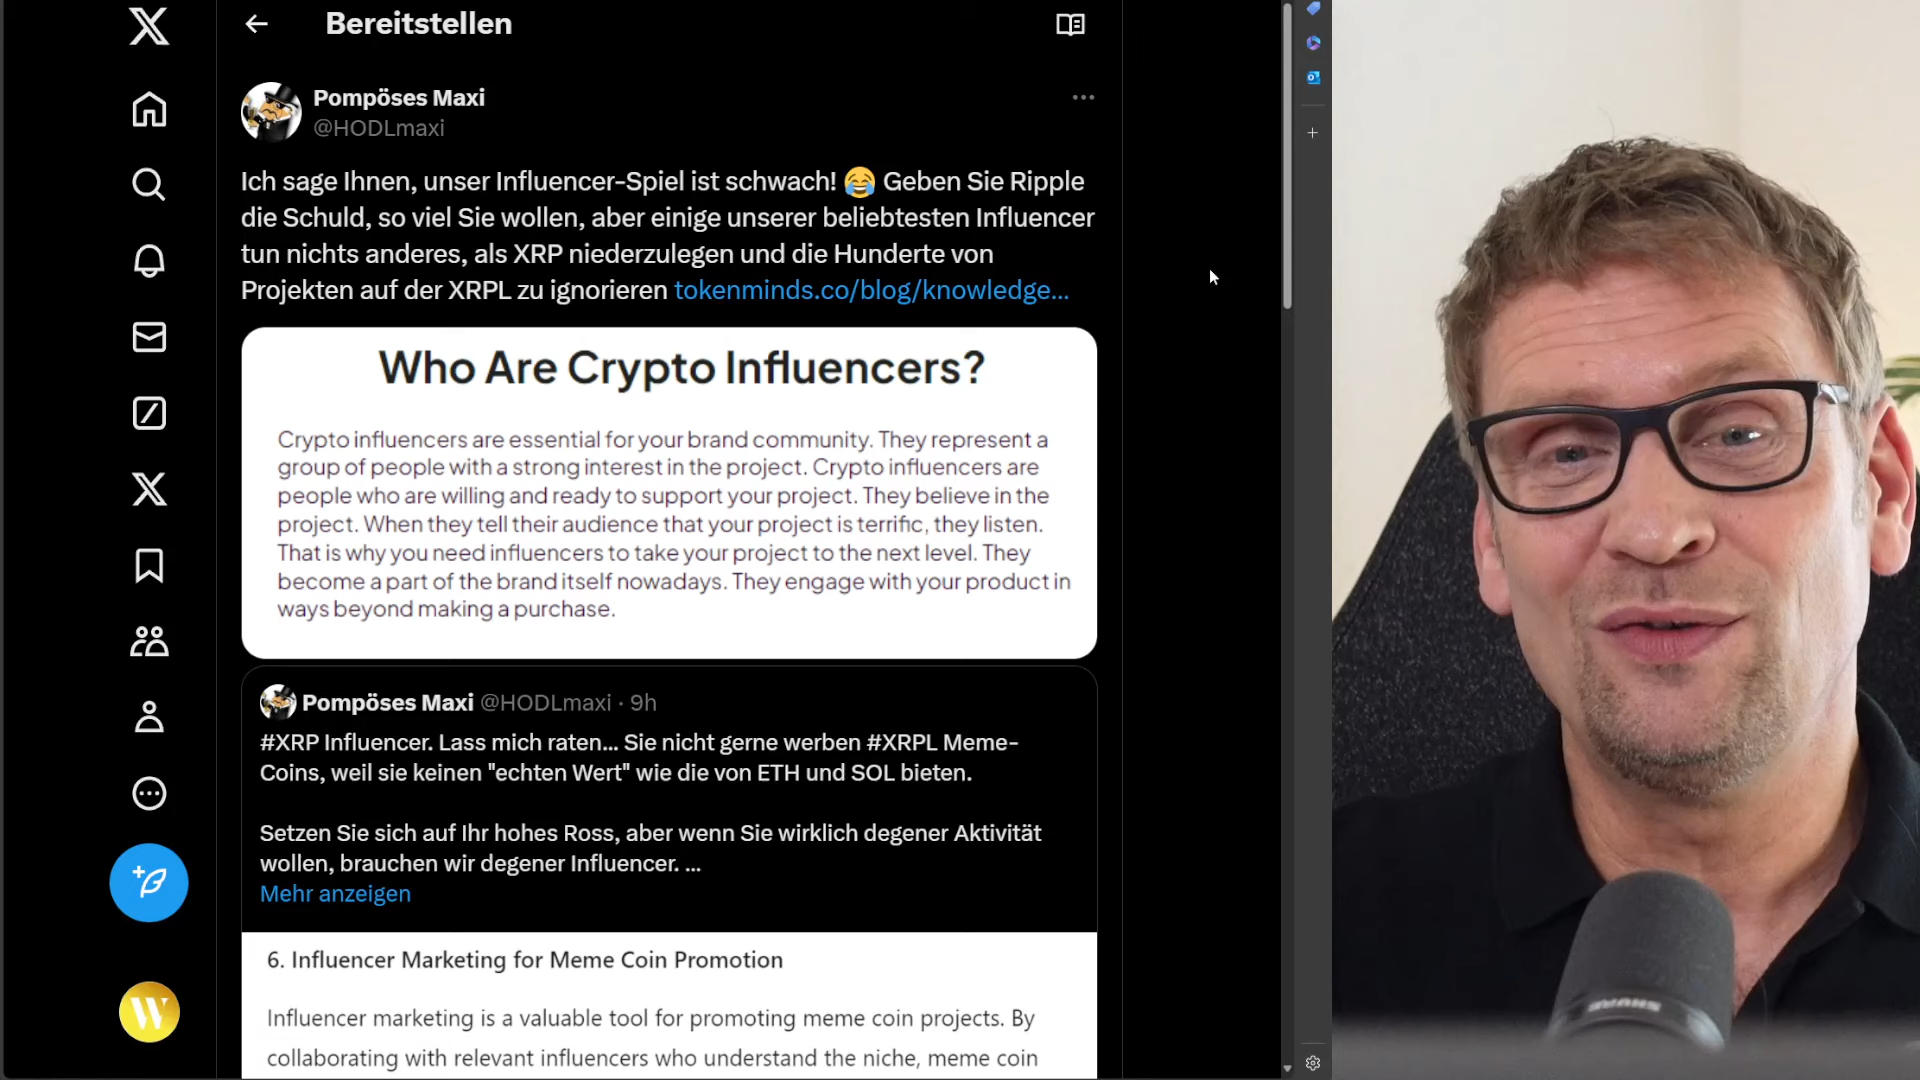 Bereitstellen
Pompöses Maxi
@HODLmaxi
Ich sage Ihnen, unser Influencer-Spiel ist schwach! 😂 Geben Sie Ripple
die Schuld, so viel Sie wollen, aber einige unserer beliebtesten Influencer
tun nichts anderes, als XRP niederzulegen und die Hunderte von
Projekten auf der XRPL zu ignorieren tokenminds.co/blog/knowledge...
Who Are Crypto Influencers?
Crypto influencers are essential for your brand community. They represent a
group of people with a strong interest in the project. Crypto influencers are
people who are willing and ready to support your project. They believe in the
project. When they tell their audience that your project is terrific, they listen.
That is why you need influencers to take your project to the next level. They
become a part of the brand itself nowadays. They engage with your product in
ways beyond making a purchase.
Pompöses Maxi @HODLmaxi · 9h
#XRP Influencer. Lass mich raten... Sie nicht gerne werben #XRPL Meme-
Coins, weil sie keinen "echten Wert" wie die von ETH und SOL bieten.
Setzen Sie sich auf Ihr hohes Ross, aber wenn Sie wirklich degener Aktivität
wollen, brauchen wir degener Influencer. ...
Mehr anzeigen
6. Influencer Marketing for Meme Coin Promotion
Influencer marketing is a valuable tool for promoting meme coin projects. By
collaborating with relevant influencers who understand the niche, meme coin
W
SHURE